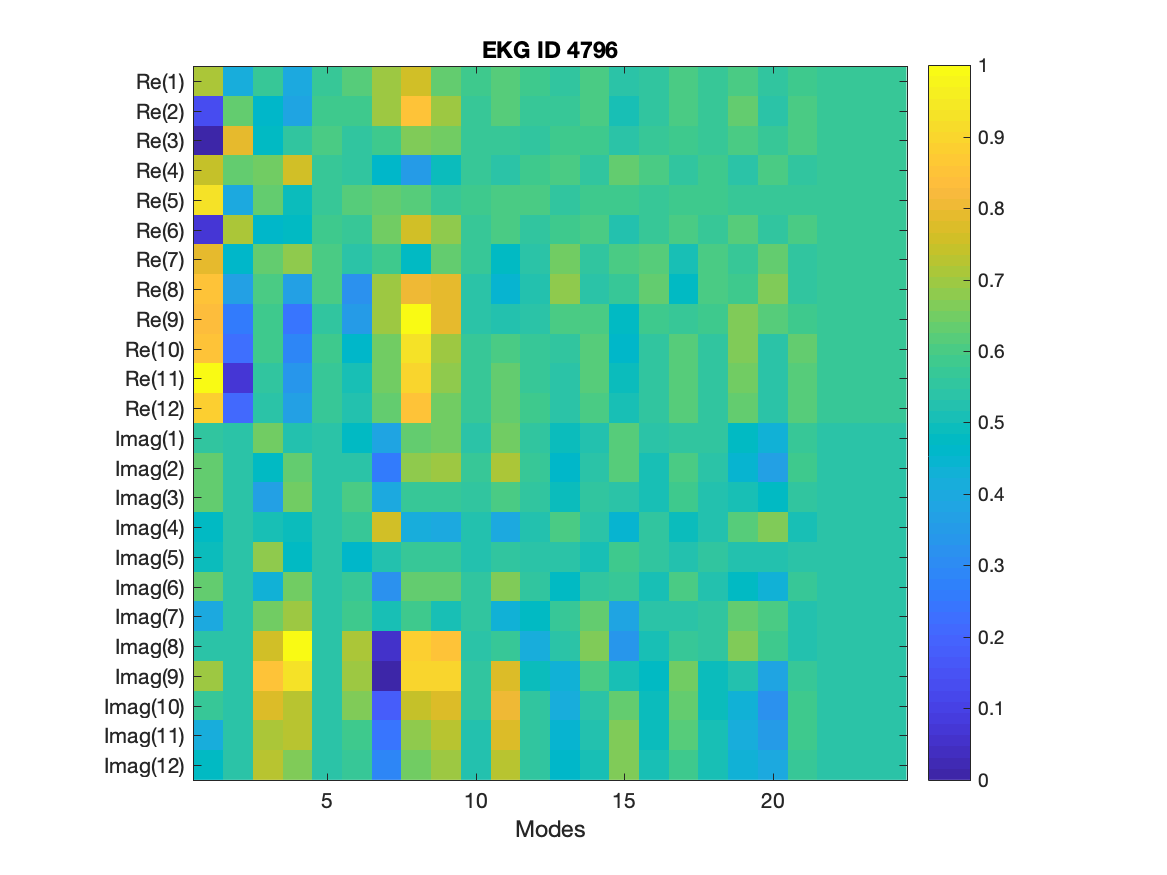 EKG ID 4796
Re(1)
Re(2)
Re(3)
Re(4)
Re(5)
Re(6)
Re(7)
Re(8)
Re(9)
Re(10)
Re(11)
Re(12)
Imag(1)
Imag(2)
Imag(3)
Imag(4)
Imag(5)
Imag(6)
Imag(7)
Imag(8)
Imag(9)
Imag(10)
Imag(11)
Imag(12)
5 10 15 20
Modes
1
0.9
0.8
0.7
0.6
0.5
0.4
0.3
0.2
0.1
0